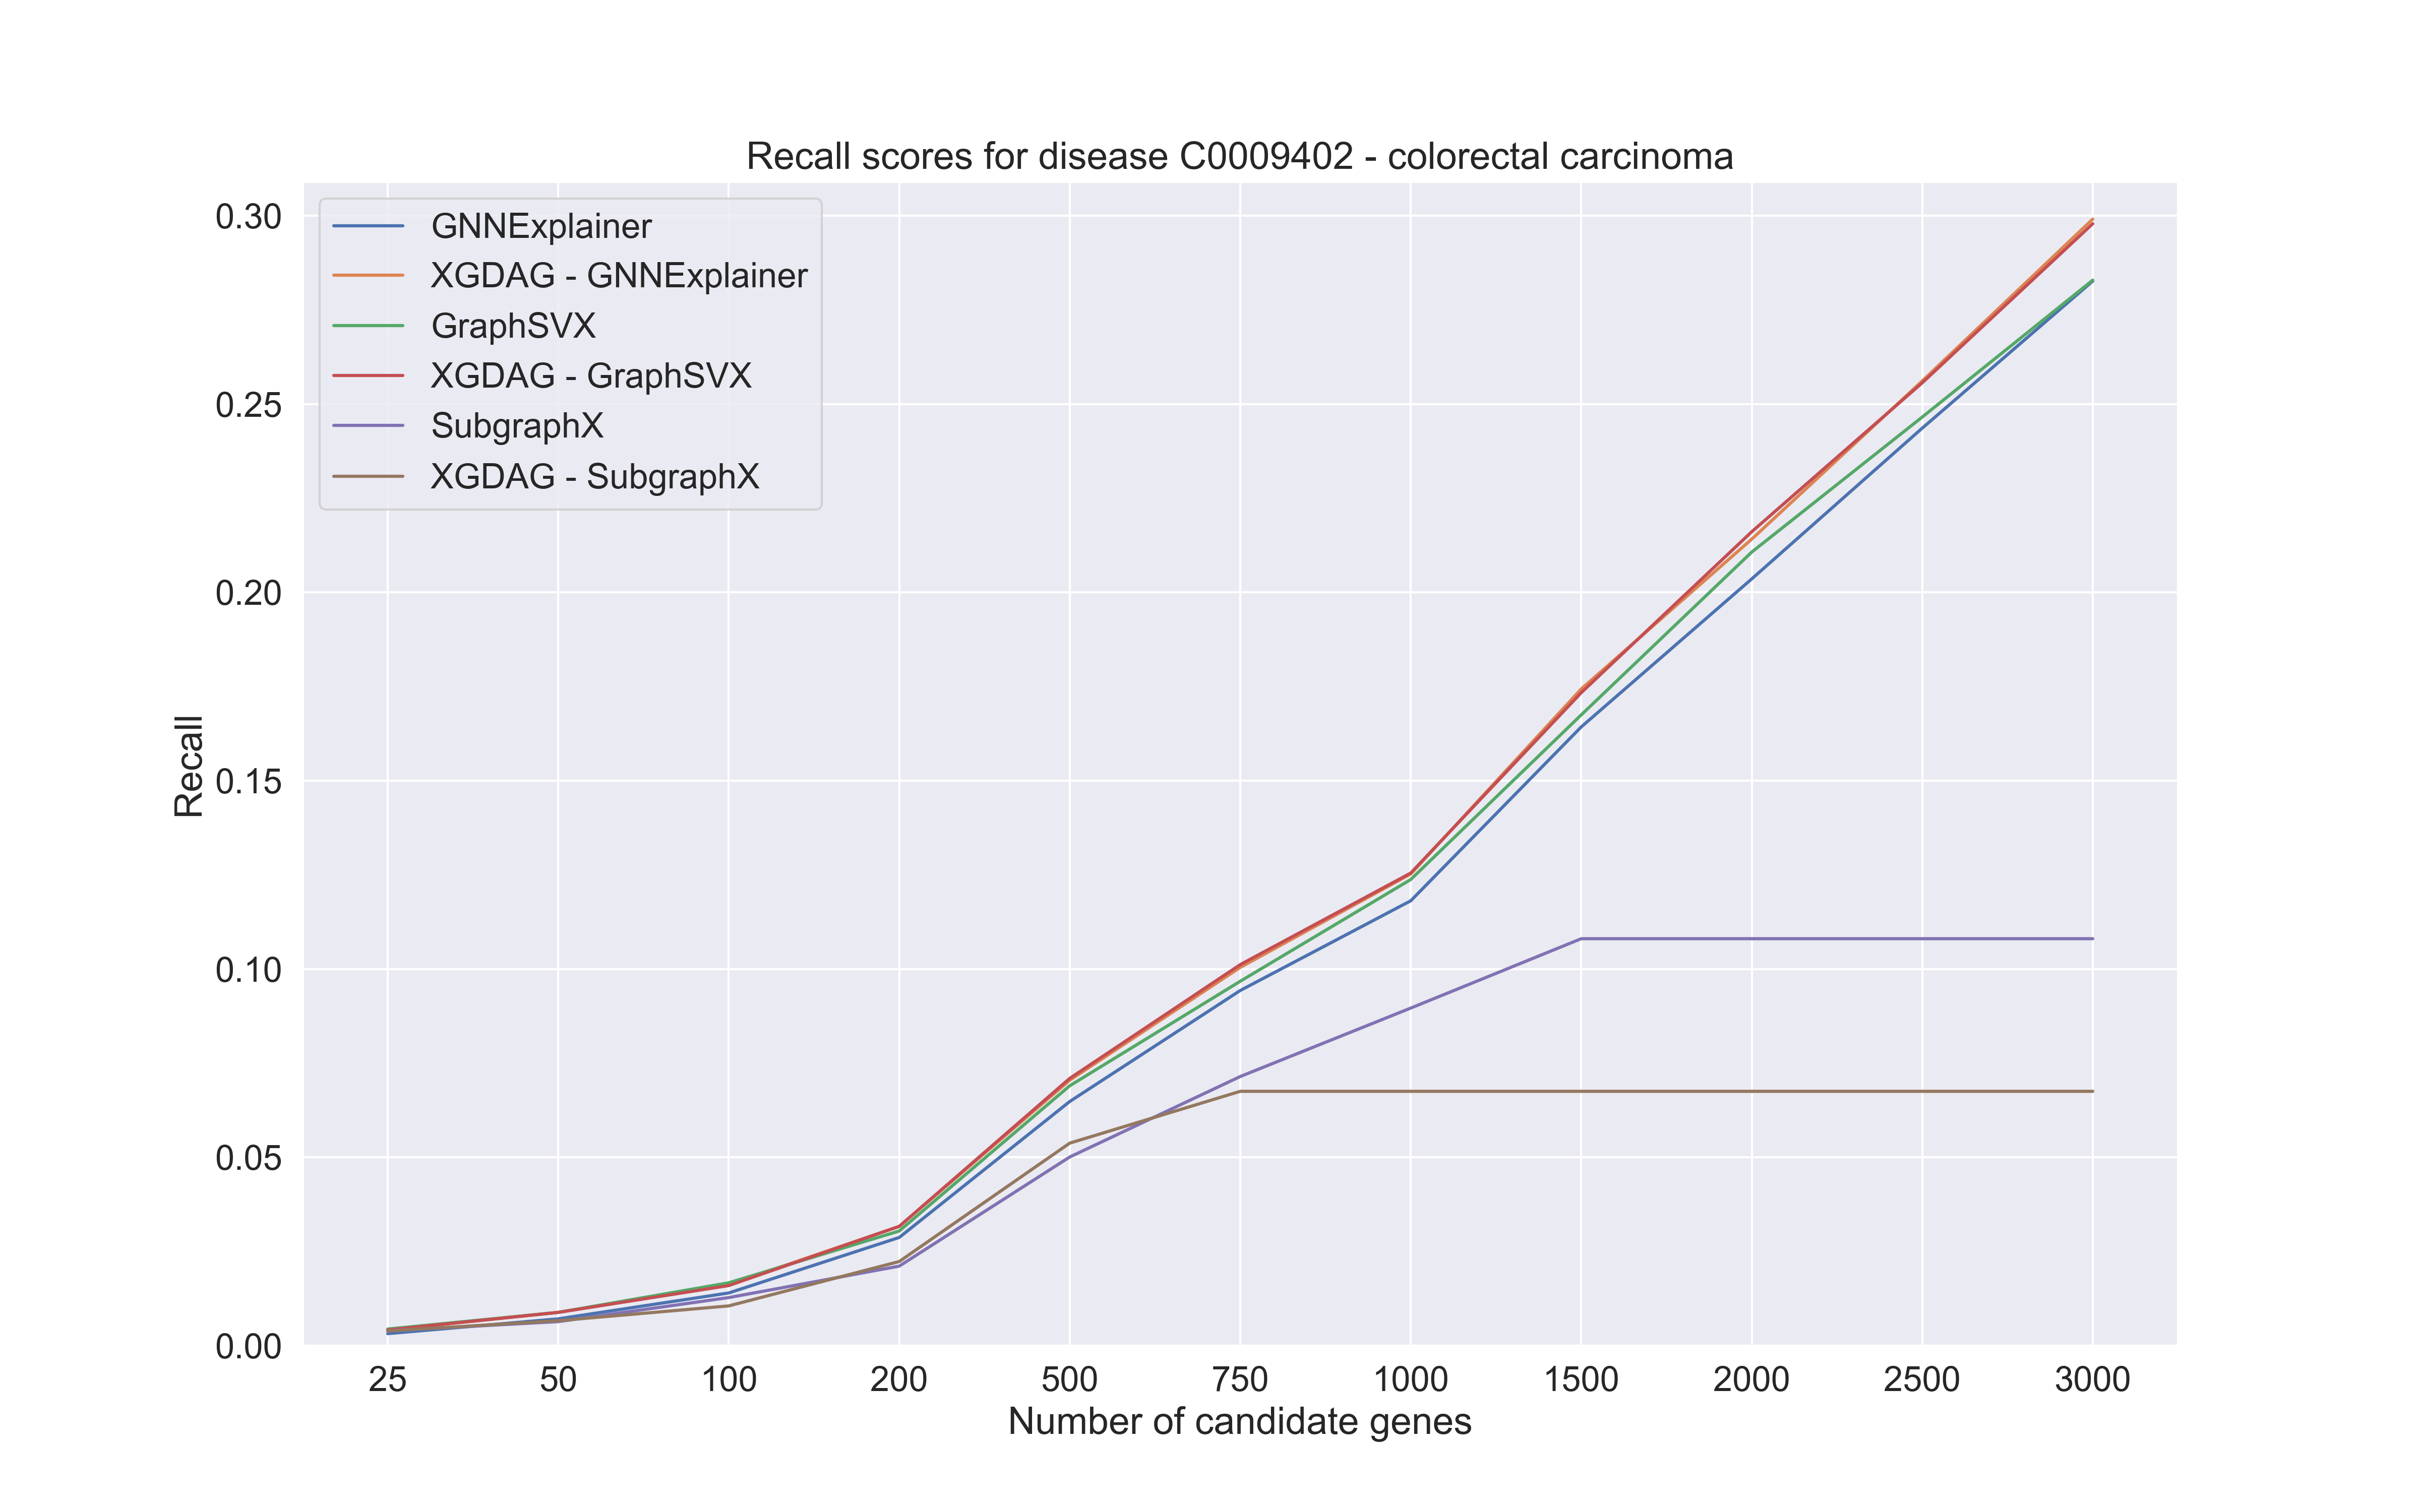 Recall scores for disease C0009402 - colorectal carcinoma
GNNExplainer
XGDAG - GNNExplainer
GraphSVX
XGDAG - GraphSVX
SubgraphX
XGDAG - SubgraphX
0.30
0.25
0.20
0.15
0.10
0.05
0.00
Recall
25 50 100 200 500 750 1000 1500 2000 2500 3000
Number of candidate genes